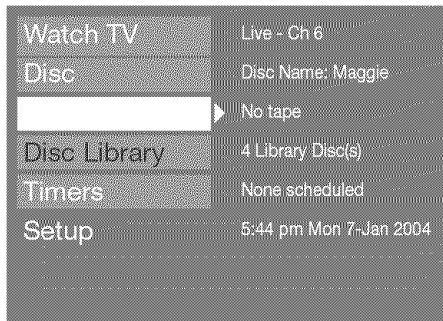 Watch TV Live - Ch 6
Disc Disc Name: Maggie
No tape
Disc Library 4 Library Disc(s)
Timers None scheduled
Setup 5:44 pm Mon 7-Jan 2004